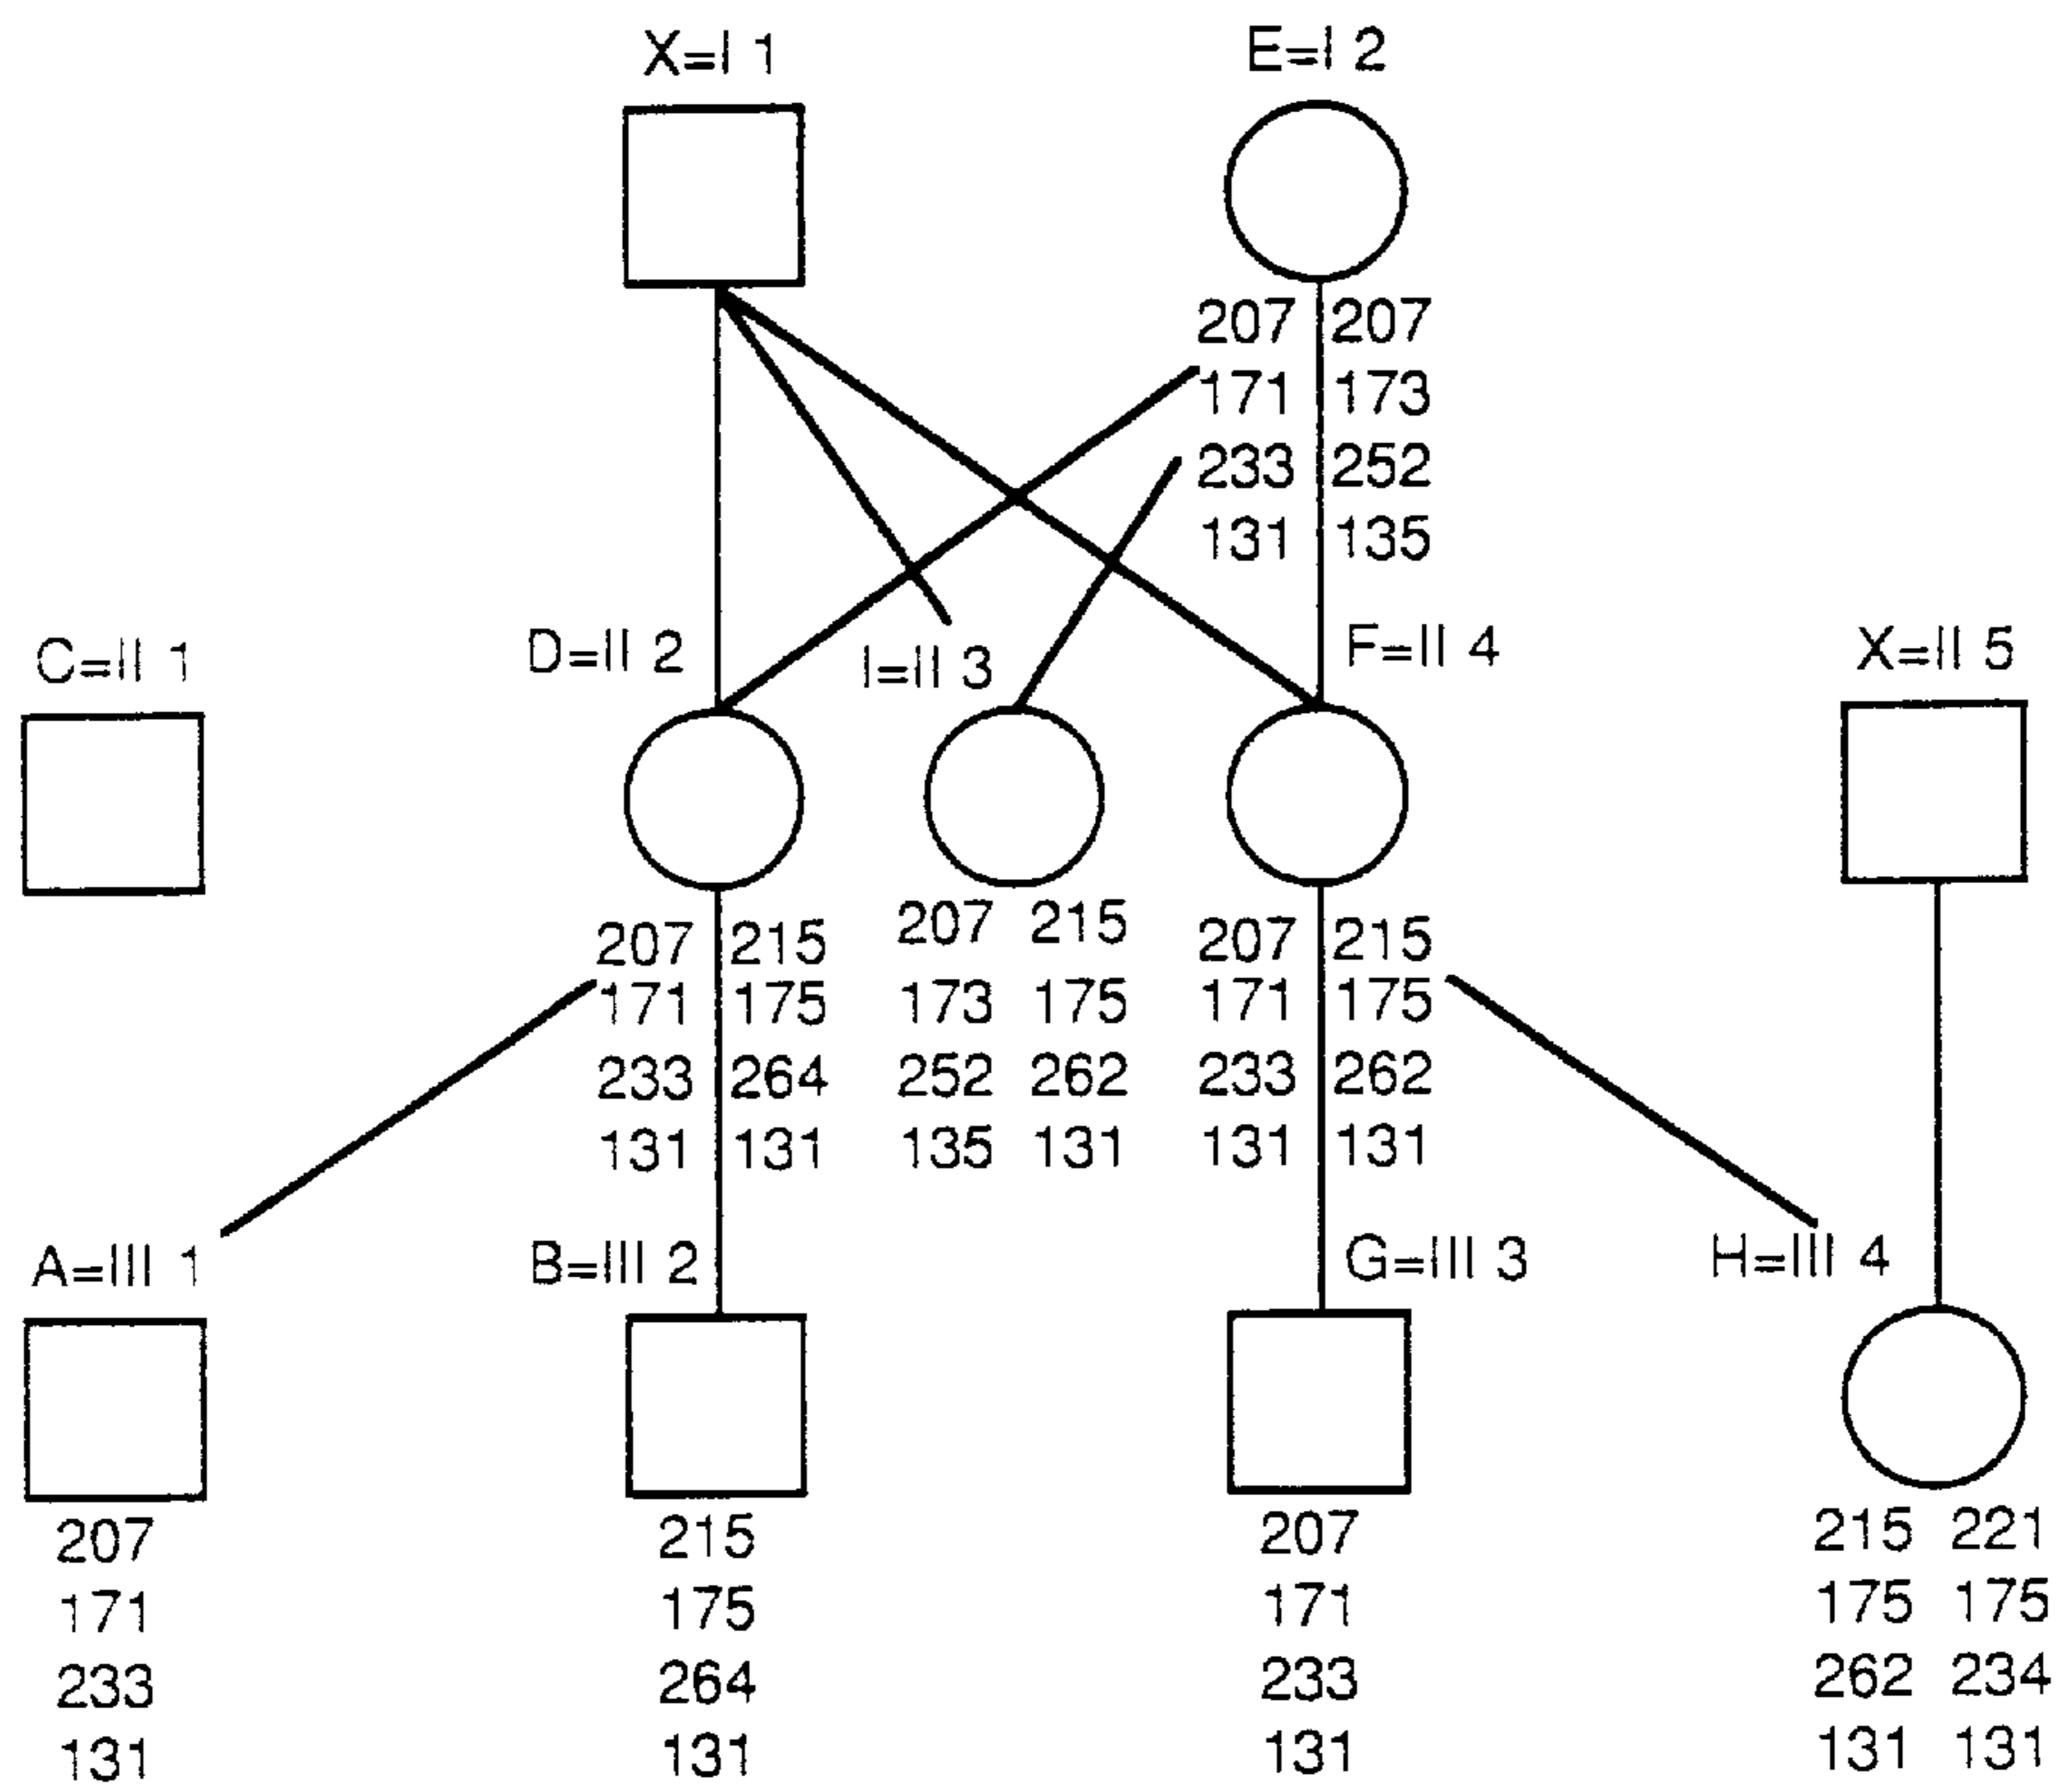 X=I 1 E=I 2
207 207
171 173
233 252
131 135
C=II 1 D=II 2 I=II 3 F=II 4 X=II 5
207 215 207 215 207 215
171 175 173 175 171 175
233 264 252 262 233 262
131 131 135 131 131 131
A=III 1 B=III 2 G=III 3 H=III 4
207 215 207 215 221
171 175 171 175 175
233 264 233 262 234
131 131 131 131 131